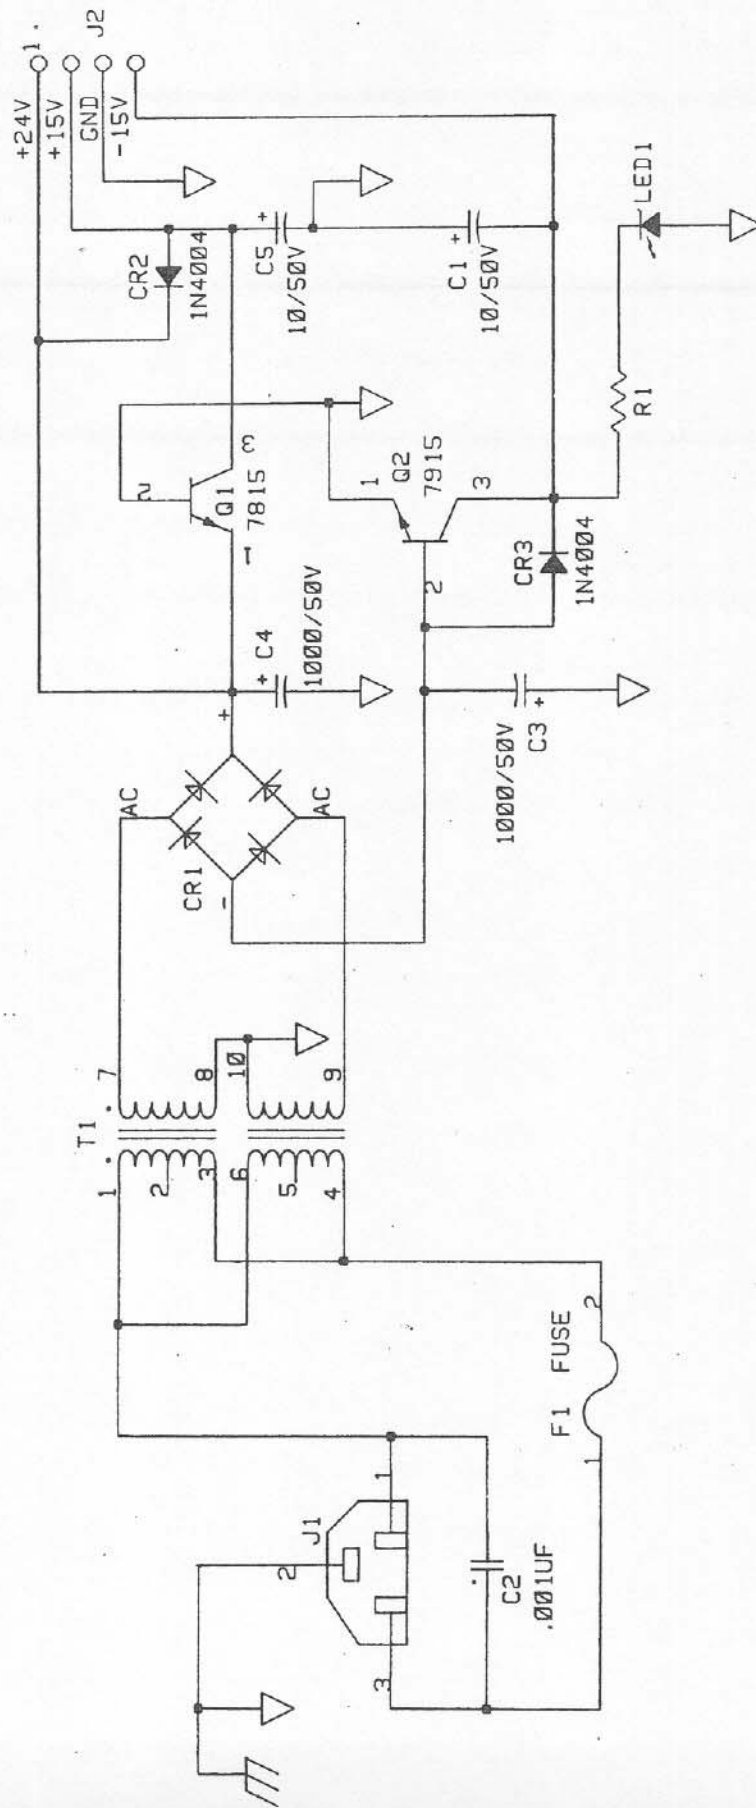 +24V
1
+15V
J2
GND
-15V
CR2
1N4004
+
C5
10/50V
+
C1
10/50V
LED1
R1
2
3
Q1
7815
1
1
Q2
7915
3
2
CR3
1N4004
+
C4
1000/50V
+
C3
1000/50V
+
AC
AC
CR1
-
T1
7
8
10
9
1
2
3
6
5
4
F1 FUSE
1
2
J1
1
2
3
C2
.001UF